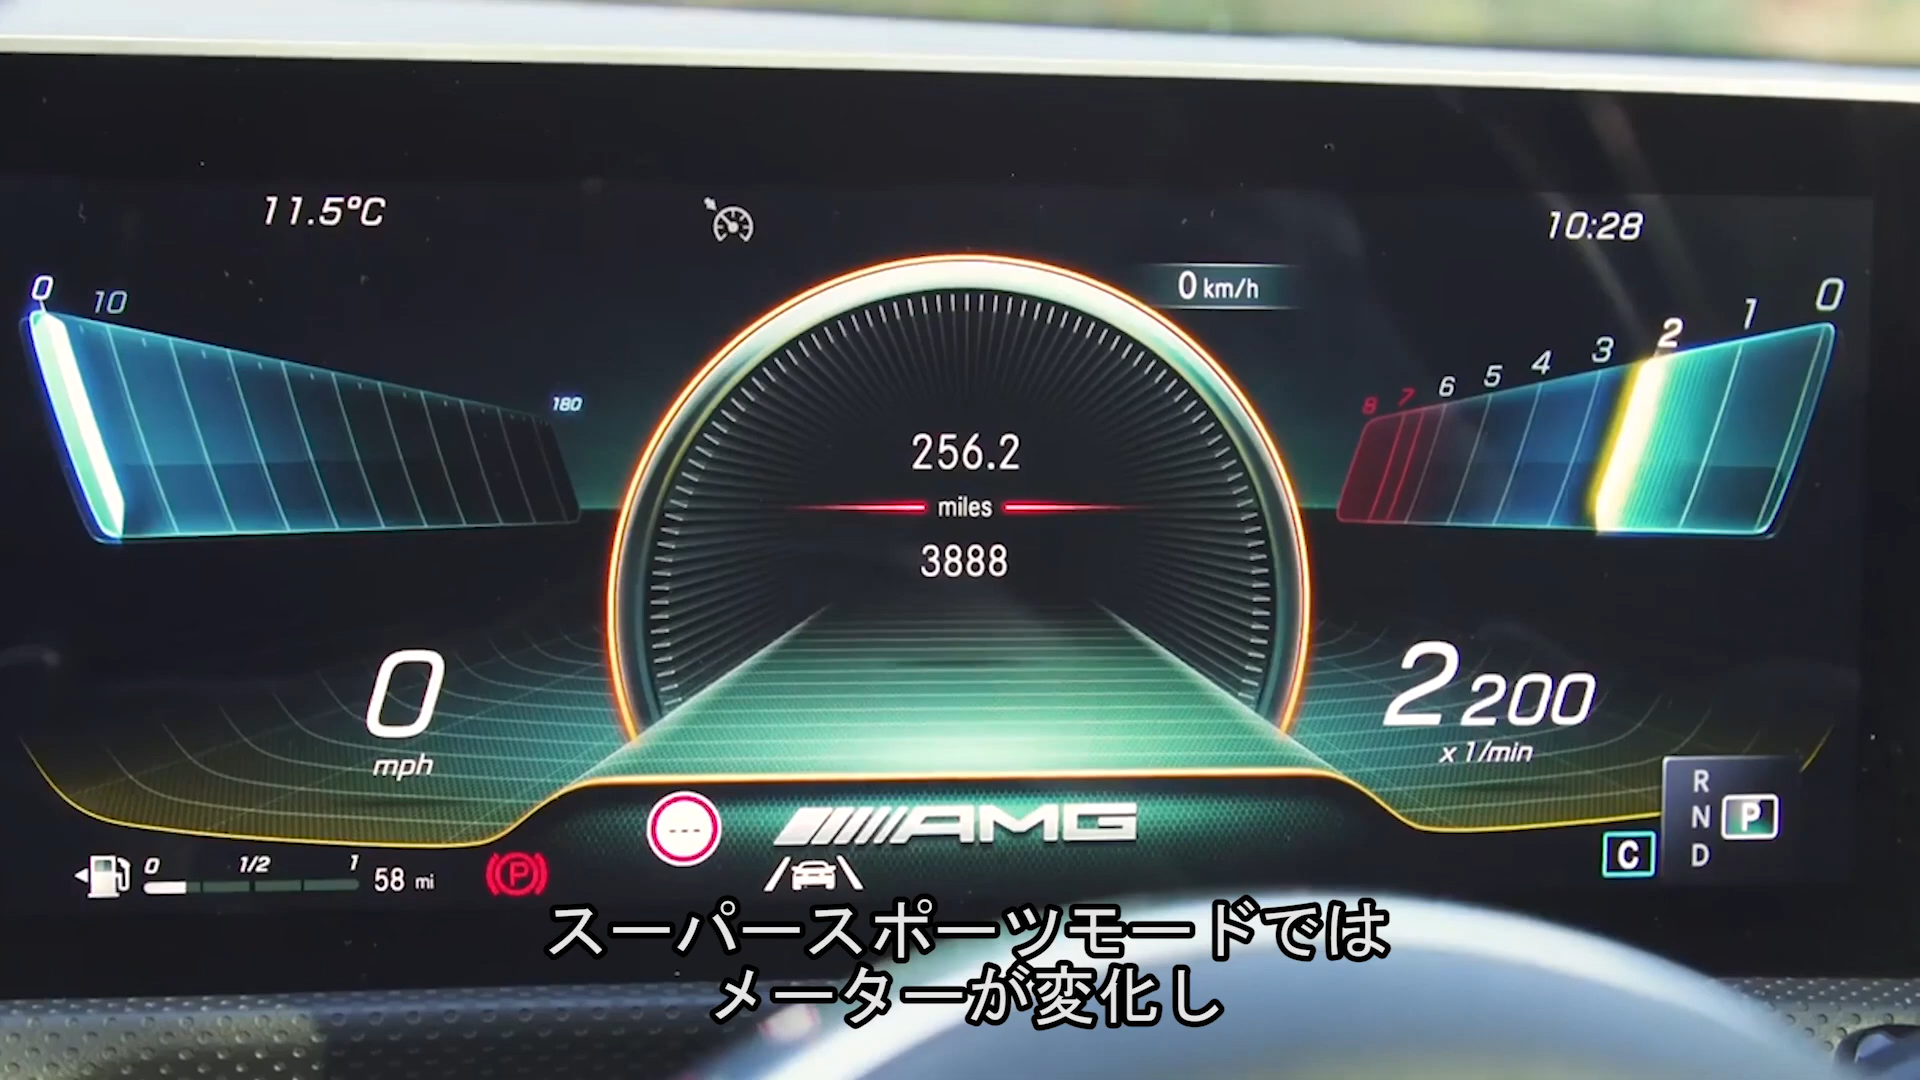 11.5°C
10:28
0 km/h
0 10 180
8 7 6 5 4 3 2 1 0
256.2
miles
3888
0
mph
2200
x 1/min
---
AMG
R
N P
D
C
0 1/2 1
58 mi
P
スーパースポーツモードでは
メーターが変化し